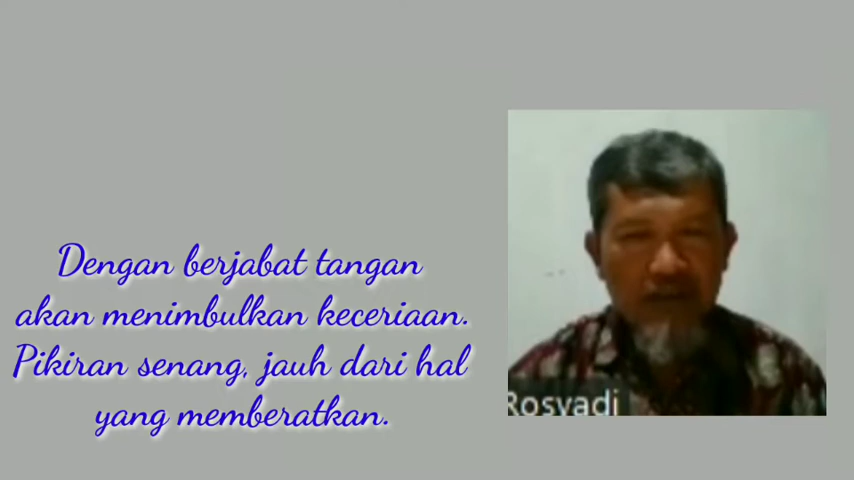 Dengan berjabat tangan
akan menimbulkan keceriaan.
Pikiran senang, jauh dari hal
yang memberatkan.
Rosyadi